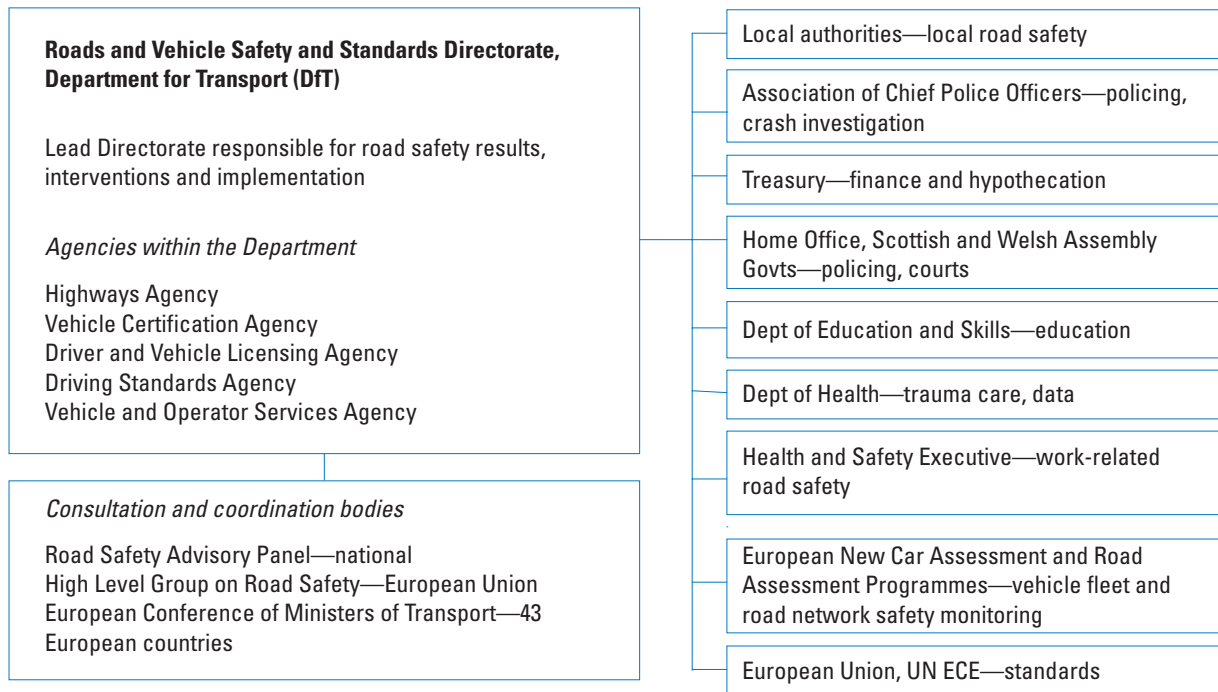 Roads and Vehicle Safety and Standards Directorate,
Department for Transport (DfT)
Lead Directorate responsible for road safety results,
interventions and implementation
Agencies within the Department
Highways Agency
Vehicle Certification Agency
Driver and Vehicle Licensing Agency
Driving Standards Agency
Vehicle and Operator Services Agency
Consultation and coordination bodies
Road Safety Advisory Panel—national
High Level Group on Road Safety—European Union
European Conference of Ministers of Transport—43
European countries
Local authorities—local road safety
Association of Chief Police Officers—policing,
crash investigation
Treasury—finance and hypothecation
Home Office, Scottish and Welsh Assembly
Govts—policing, courts
Dept of Education and Skills—education
Dept of Health—trauma care, data
Health and Safety Executive—work-related
road safety
European New Car Assessment and Road
Assessment Programmes—vehicle fleet and
road network safety monitoring
European Union, UN ECE—standards